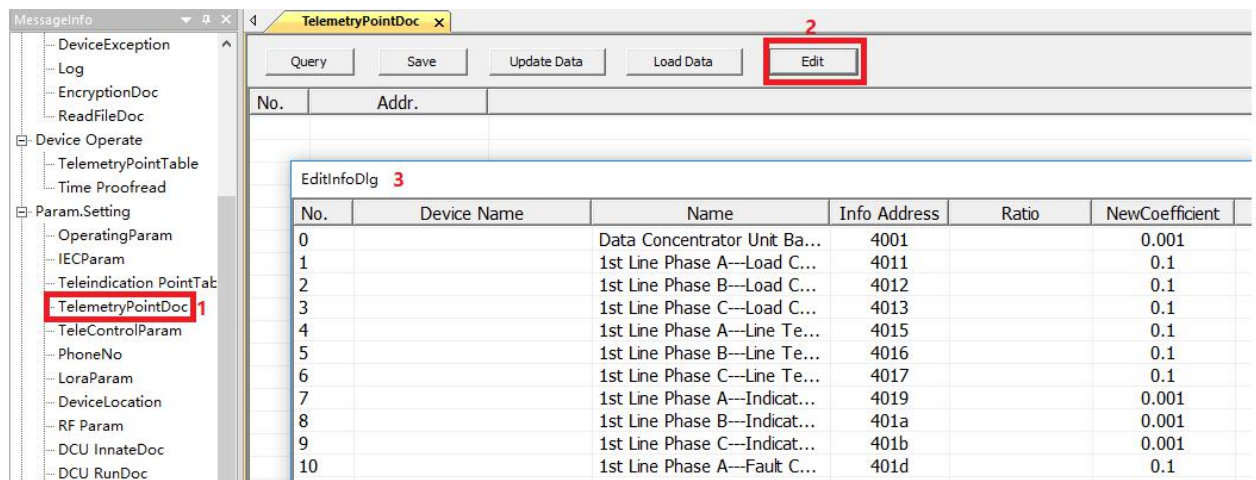 MessageInfo
DeviceException
Log
EncryptionDoc
ReadFileDoc
Device Operate
TelemetryPointTable
Time Proofread
Param.Setting
OperatingParam
IECParam
Teleindication PointTab
TelemetryPointDoc 1
TeleControlParam
PhoneNo
LoraParam
DeviceLocation
RF Param
DCU InnateDoc
DCU RunDoc
TelemetryPointDoc x
2
Query Save Update Data Load Data Edit
No. Addr.
EditInfoDlg 3
No. Device Name Name Info Address Ratio NewCoefficient
0 Data Concentrator Unit Ba... 4001 0.001
1 1st Line Phase A---Load C... 4011 0.1
2 1st Line Phase B---Load C... 4012 0.1
3 1st Line Phase C---Load C... 4013 0.1
4 1st Line Phase A---Line Te... 4015 0.1
5 1st Line Phase B---Line Te... 4016 0.1
6 1st Line Phase C---Line Te... 4017 0.1
7 1st Line Phase A---Indicat... 4019 0.001
8 1st Line Phase B---Indicat... 401a 0.001
9 1st Line Phase C---Indicat... 401b 0.001
10 1st Line Phase A---Fault C... 401d 0.1